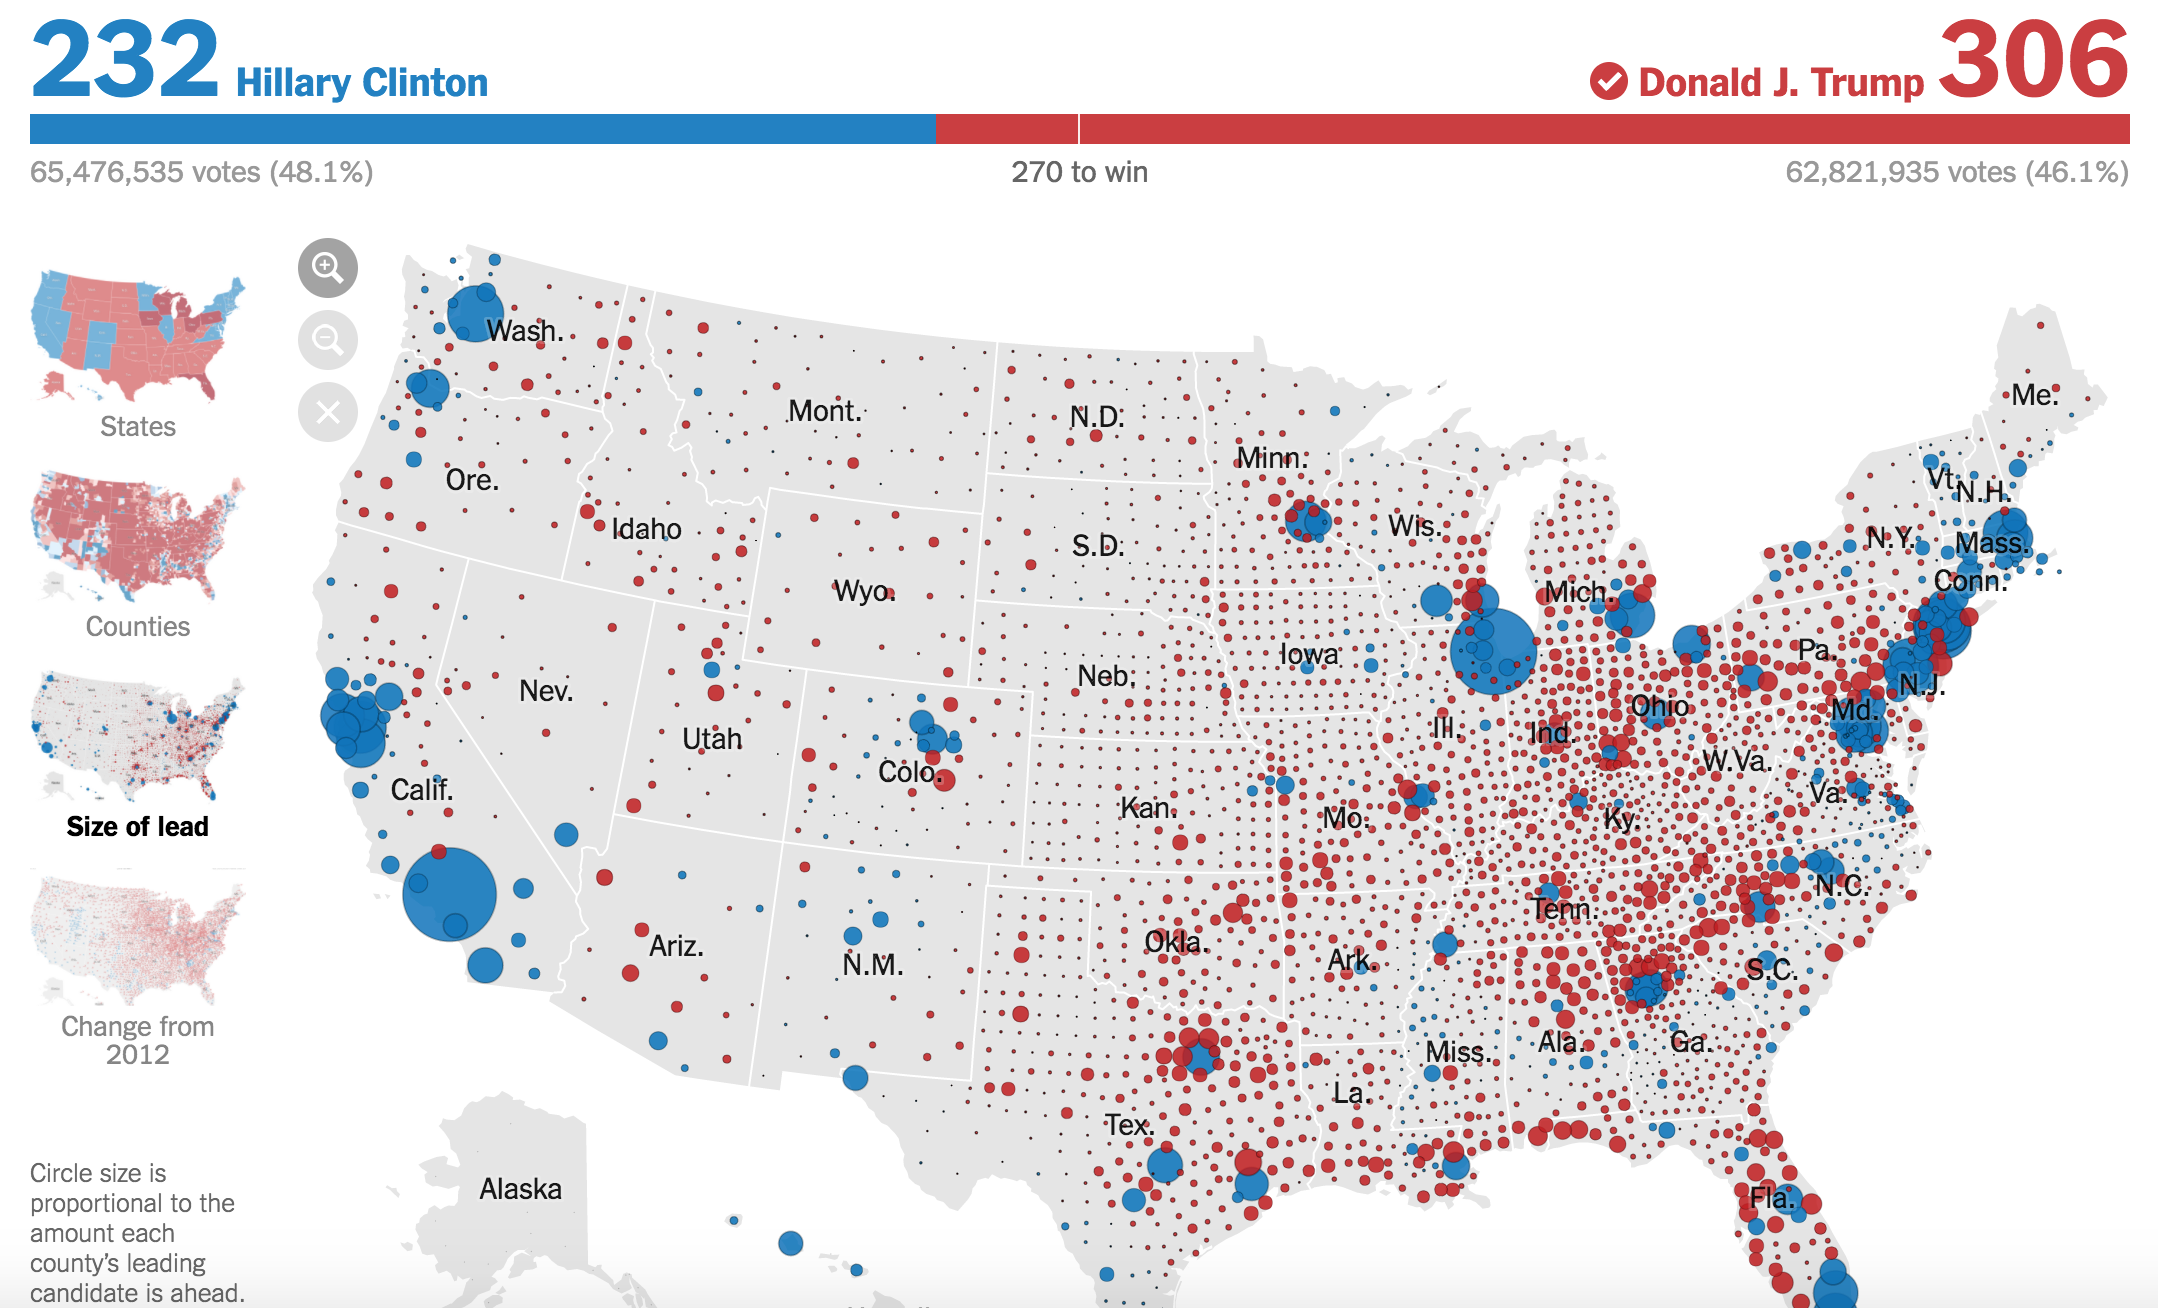 232 Hillary Clinton
Donald J. Trump 306
65,476,535 votes (48.1%)
270 to win
62,821,935 votes (46.1%)
States
Counties
Size of lead
Change from
2012
Circle size is
proportional to the
amount each
county’s leading
candidate is ahead.
Wash.
Mont.
N.D.
Minn.
Me.
Ore.
Idaho
S.D.
Wis.
Vt.
N.H.
N.Y.
Mass.
Wyo.
Mich.
Conn.
Nev.
Utah
Colo.
Neb.
Iowa
Ill.
Ind.
Ohio
Pa.
N.J.
Md.
Calif.
Kan.
Mo.
Ky.
W.Va.
Va.
Ariz.
N.M.
Okla.
Ark.
Tenn.
N.C.
S.C.
Tex.
La.
Miss.
Ala.
Ga.
Fla.
Alaska